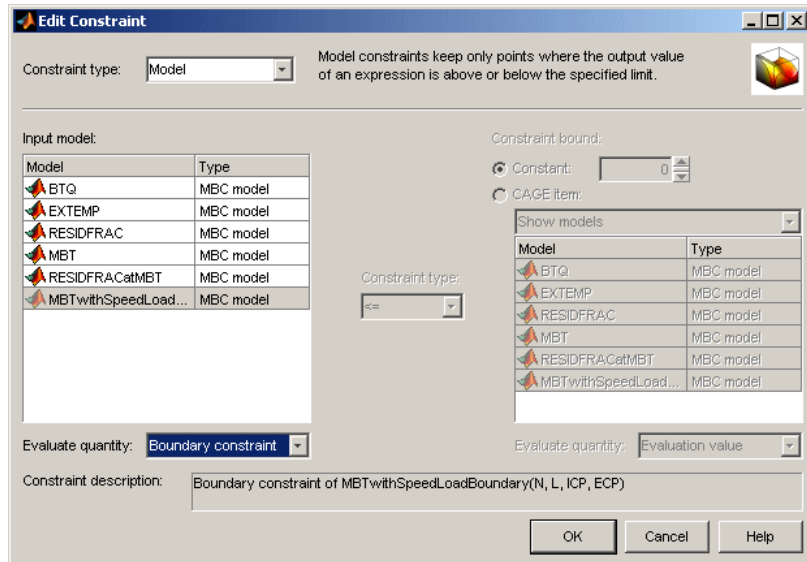 Edit Constraint
Constraint type: Model
Model constraints keep only points where the output value
of an expression is above or below the specified limit.
Input model:
Model Type
BTQ MBC model
EXTEMP MBC model
RESIDFRAC MBC model
MBT MBC model
RESIDFRACatMBT MBC model
MBTwithSpeedLoad... MBC model
Evaluate quantity: Boundary constraint
Constraint type:
<=
Constraint bound:
Constant: 0
CAGE item:
Show models
Model Type
BTQ MBC model
EXTEMP MBC model
RESIDFRAC MBC model
MBT MBC model
RESIDFRACatMBT MBC model
MBTwithSpeedLoad... MBC model
Evaluate quantity: Evaluation value
Constraint description: Boundary constraint of MBTwithSpeedLoadBoundary(N, L, ICP, ECP)
OK Cancel Help